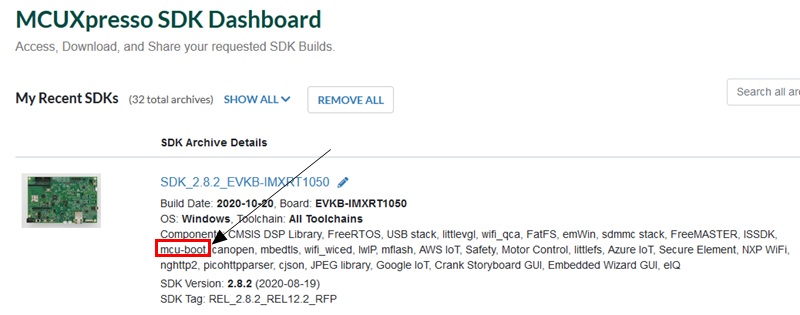 MCUXpresso SDK Dashboard
Access, Download, and Share your requested SDK Builds.
My Recent SDKs (32 total archives) SHOW ALL REMOVE ALL Search all ar
SDK Archive Details
SDK_2.8.2_EVKB-IMXRT1050
Build Date: 2020-10-20, Board: EVKB-IMXRT1050
OS: Windows, Toolchain: All Toolchains
Components: CMSIS DSP Library, FreeRTOS, USB stack, littlevgl, wifi_qca, FatFS, emWin, sdmmc stack, FreeMASTER, ISSDK,
mcu-boot, canopen, mbedtls, wifi_wiced, lwIP, mflash, AWS IoT, Safety, Motor Control, littlefs, Azure IoT, Secure Element, NXP WiFi,
nghttp2, picohttpparser, cjson, JPEG library, Google IoT, Crank Storyboard GUI, Embedded Wizard GUI, eIQ
SDK Version: 2.8.2 (2020-08-19)
SDK Tag: REL_2.8.2_REL12.2_RFP